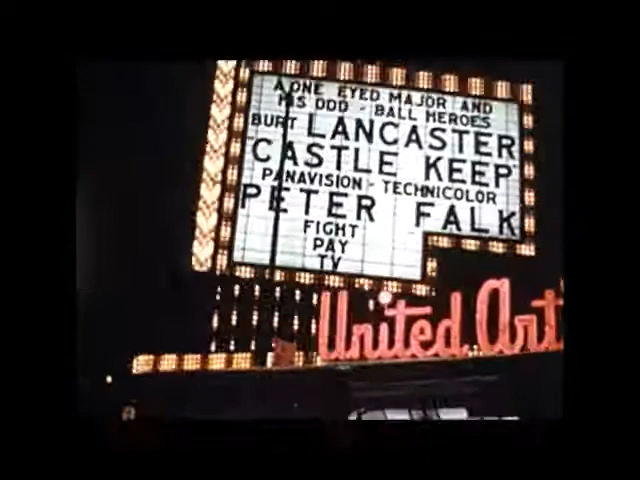 A ONE EYED MAJOR AND
HIS ODD - BALL HEROES
BURT LANCASTER
"CASTLE KEEP"
PANAVISION - TECHNICOLOR
PETER FALK
FIGHT
PAY
TV
United Arti